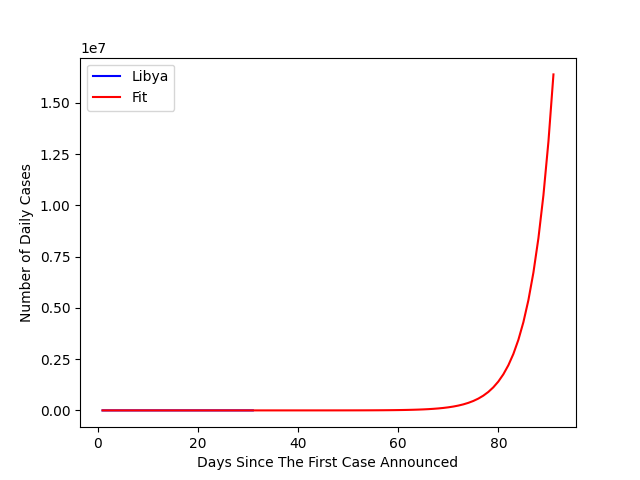 1e7
Libya
Fit
1.50
1.25
1.00
0.75
0.50
0.25
0.00
Number of Daily Cases
0 20 40 60 80
Days Since The First Case Announced